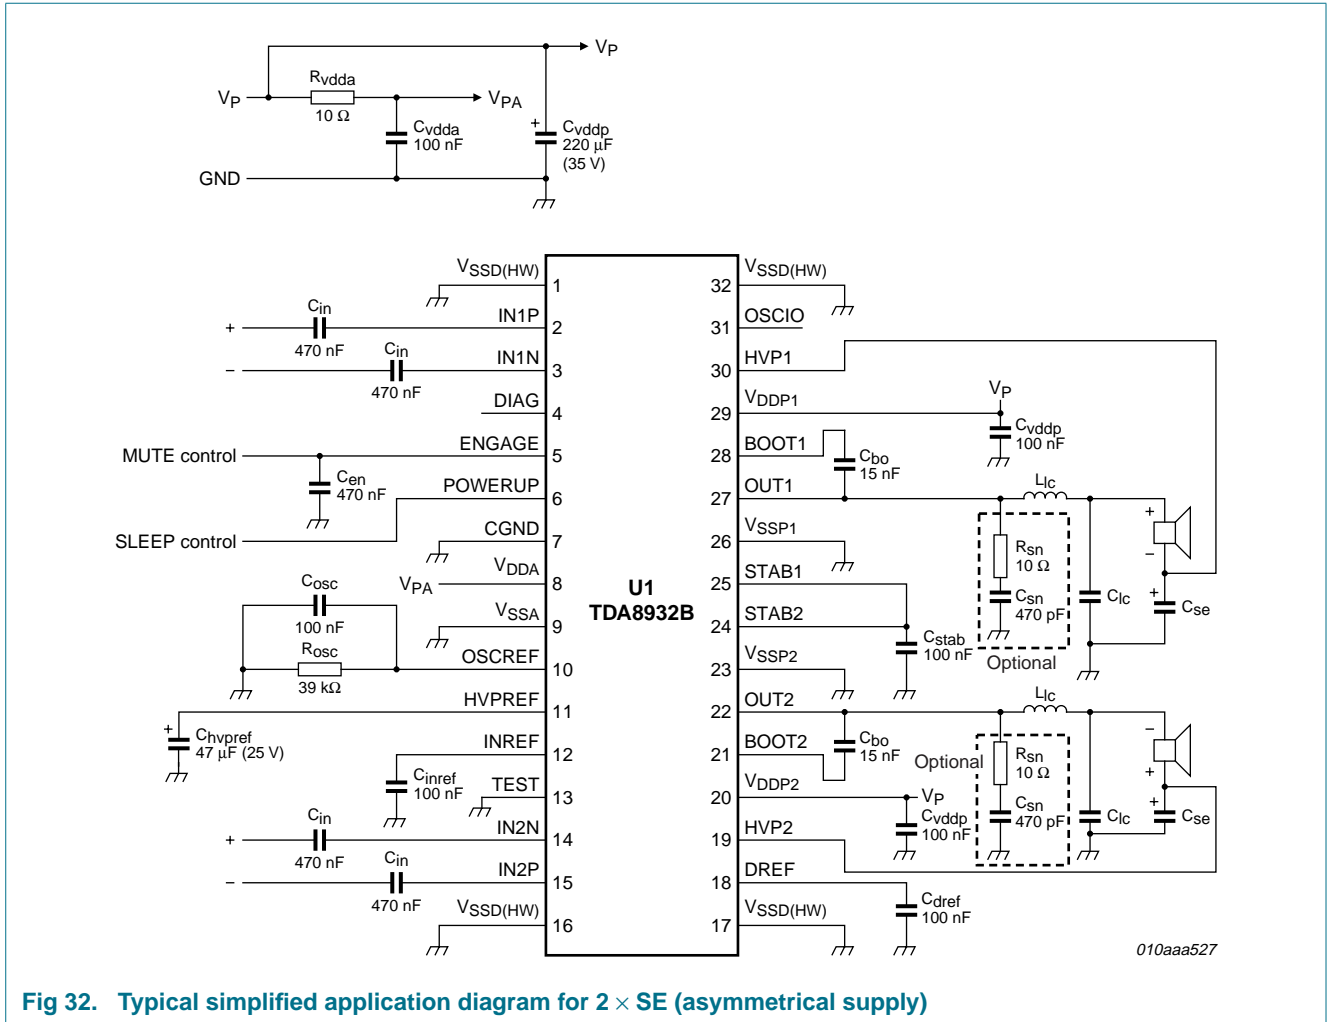 VP
Rvdda
VP
10 Ω
VPA
Cvdda
100 nF
+
Cvddp
220 μF
(35 V)
GND
VSSD(HW)
1
Cin
+
470 nF
IN1P
2
Cin
−
470 nF
IN1N
3
DIAG
4
MUTE control
ENGAGE
5
Cen
470 nF
POWERUP
6
SLEEP control
CGND
7
VPA
VDDA
8
Cosc
100 nF
VSSA
9
Rosc
39 kΩ
OSCREF
10
HVPREF
11
+
Chvpref
47 μF (25 V)
INREF
12
Cinref
100 nF
TEST
13
Cin
+
470 nF
IN2N
14
Cin
−
470 nF
IN2P
15
VSSD(HW)
16
U1
TDA8932B
32
VSSD(HW)
31
OSCIO
30
HVP1
29
VDDP1
VP
Cvddp
100 nF
28
BOOT1
Cbo
15 nF
27
OUT1
Llc
26
VSSP1
Rsn
10 Ω
Csn
470 pF
Optional
Clc
+
−
+
Cse
25
STAB1
24
STAB2
Cstab
100 nF
23
VSSP2
22
OUT2
Llc
21
BOOT2
Cbo
15 nF
Optional
Rsn
10 Ω
Csn
470 pF
Clc
−
+
+
Cse
20
VDDP2
VP
Cvddp
100 nF
19
HVP2
18
DREF
Cdref
100 nF
17
VSSD(HW)
010aaa527
Fig 32. Typical simplified application diagram for 2 × SE (asymmetrical supply)